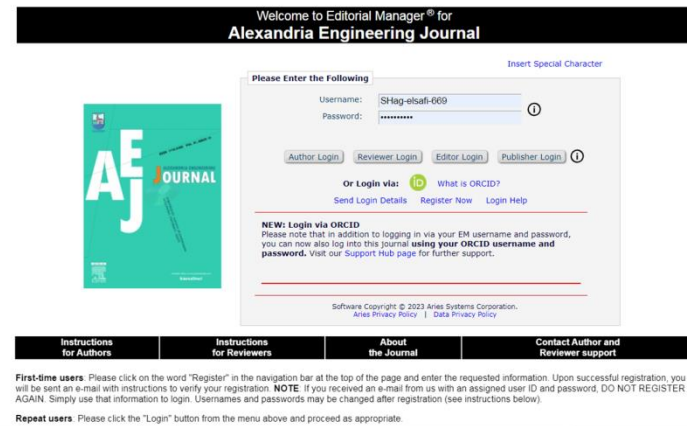 Welcome to Editorial Manager® for
Alexandria Engineering Journal
Insert Special Character
Please Enter the Following
Username: SHag-elsafi-669
Password: ••••••••••
Author Login Reviewer Login Editor Login Publisher Login
Or Login via: iD What is ORCID?
Send Login Details Register Now Login Help
NEW: Login via ORCID
Please note that in addition to logging in via your EM username and password,
you can now also log into this journal using your ORCID username and
password. Visit our Support Hub page for further support.
Software Copyright © 2023 Aries Systems Corporation.
Aries Privacy Policy | Data Privacy Policy
AEJ
ALEXANDRIA ENGINEERING
JOURNAL
Instructions
for Authors
Instructions
for Reviewers
About
the Journal
Contact Author and
Reviewer support
First-time users: Please click on the word "Register" in the navigation bar at the top of the page and enter the requested information. Upon successful registration, you
will be sent an e-mail with instructions to verify your registration. NOTE: If you received an e-mail from us with an assigned user ID and password, DO NOT REGISTER
AGAIN. Simply use that information to login. Usernames and passwords may be changed after registration (see instructions below).
Repeat users: Please click the "Login" button from the menu above and proceed as appropriate.